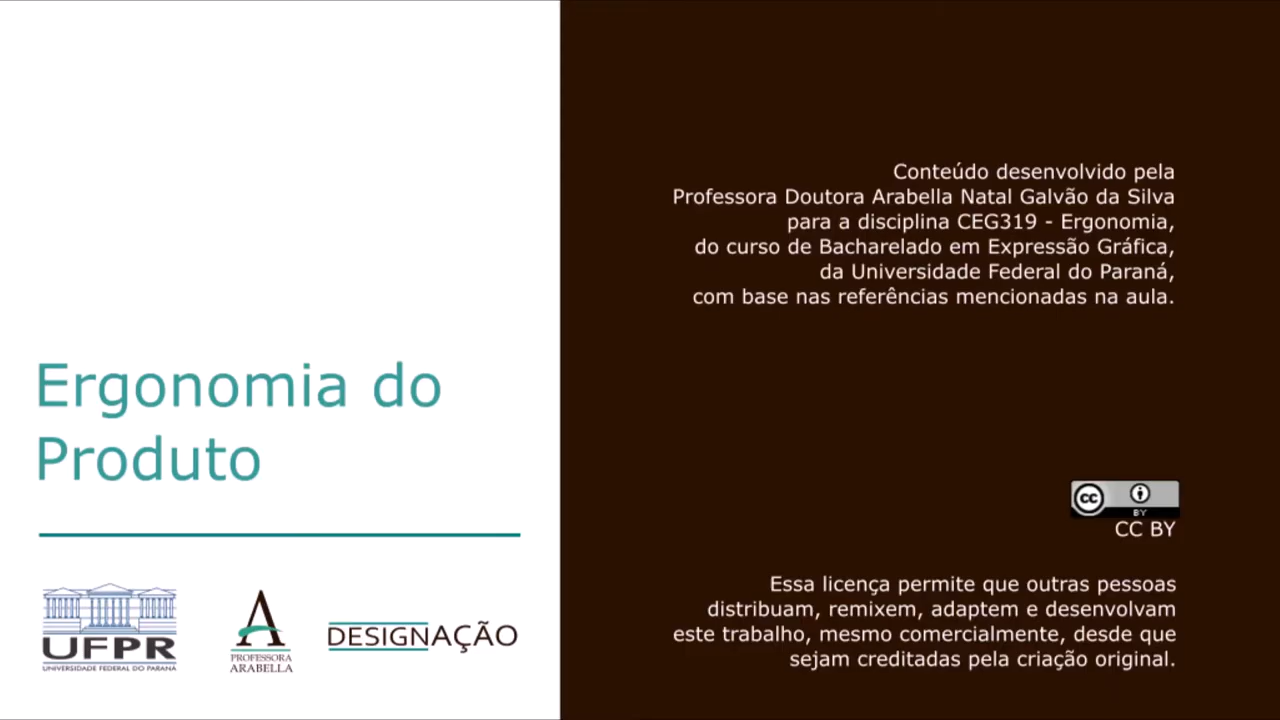 Ergonomia do
Produto
UFPR
UNIVERSIDADE FEDERAL DO PARANÁ
A
PROFESSORA
ARABELLA
DESIGNAÇÃO
Conteúdo desenvolvido pela
Professora Doutora Arabella Natal Galvão da Silva
para a disciplina CEG319 - Ergonomia,
do curso de Bacharelado em Expressão Gráfica,
da Universidade Federal do Paraná,
com base nas referências mencionadas na aula.
cc
BY
CC BY
Essa licença permite que outras pessoas
distribuam, remixem, adaptem e desenvolvam
este trabalho, mesmo comercialmente, desde que
sejam creditadas pela criação original.